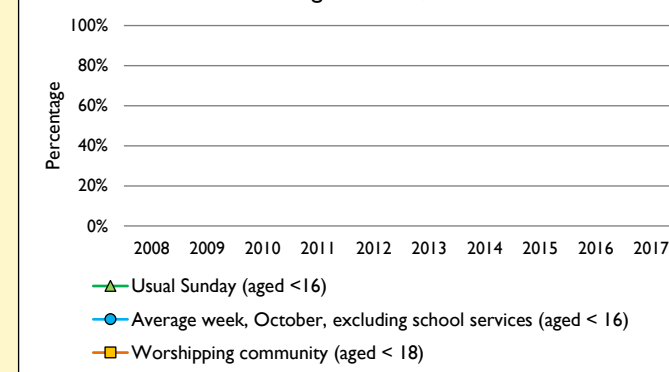 100%
80%
60%
40%
20%
0%
Percentage
2008 2009 2010 2011 2012 2013 2014 2015 2016 2017
Usual Sunday (aged <16)
Average week, October, excluding school services (aged < 16)
Worshipping community (aged < 18)